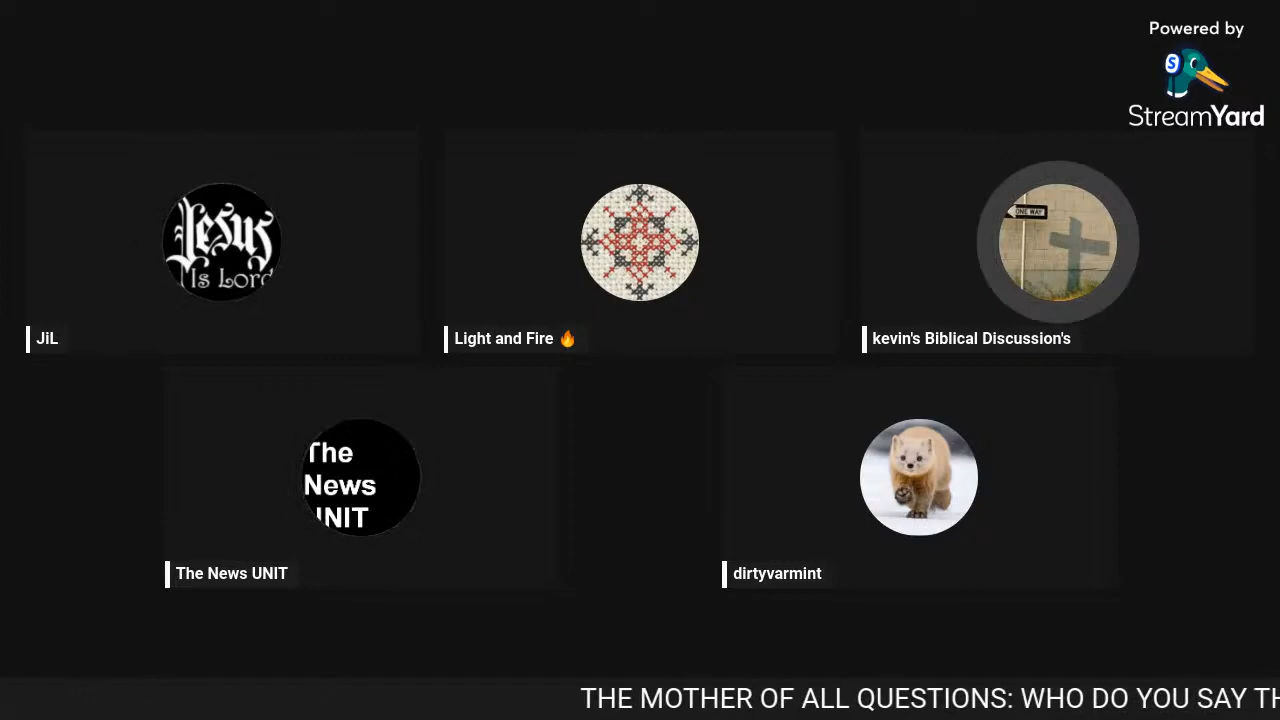 Powered by
S
StreamYard
Jesus
Is Lord
ONE WAY
JiL
Light and Fire 🔥
kevin's Biblical Discussion's
The
News
UNIT
The News UNIT
dirtyvarmint
THE MOTHER OF ALL QUESTIONS: WHO DO YOU SAY TH